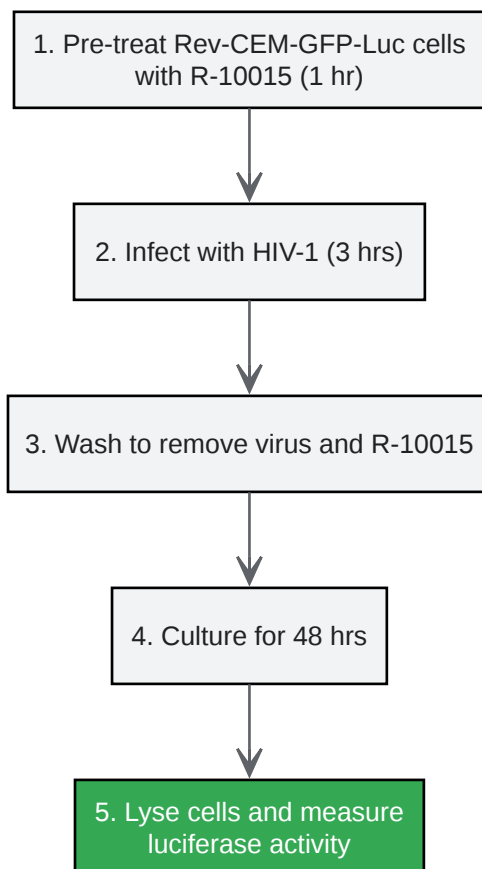 1. Pre-treat Rev-CEM-GFP-Luc cells
with R-10015 (1 hr)
2. Infect with HIV-1 (3 hrs)
3. Wash to remove virus and R-10015
4. Culture for 48 hrs
5. Lyse cells and measure
luciferase activity